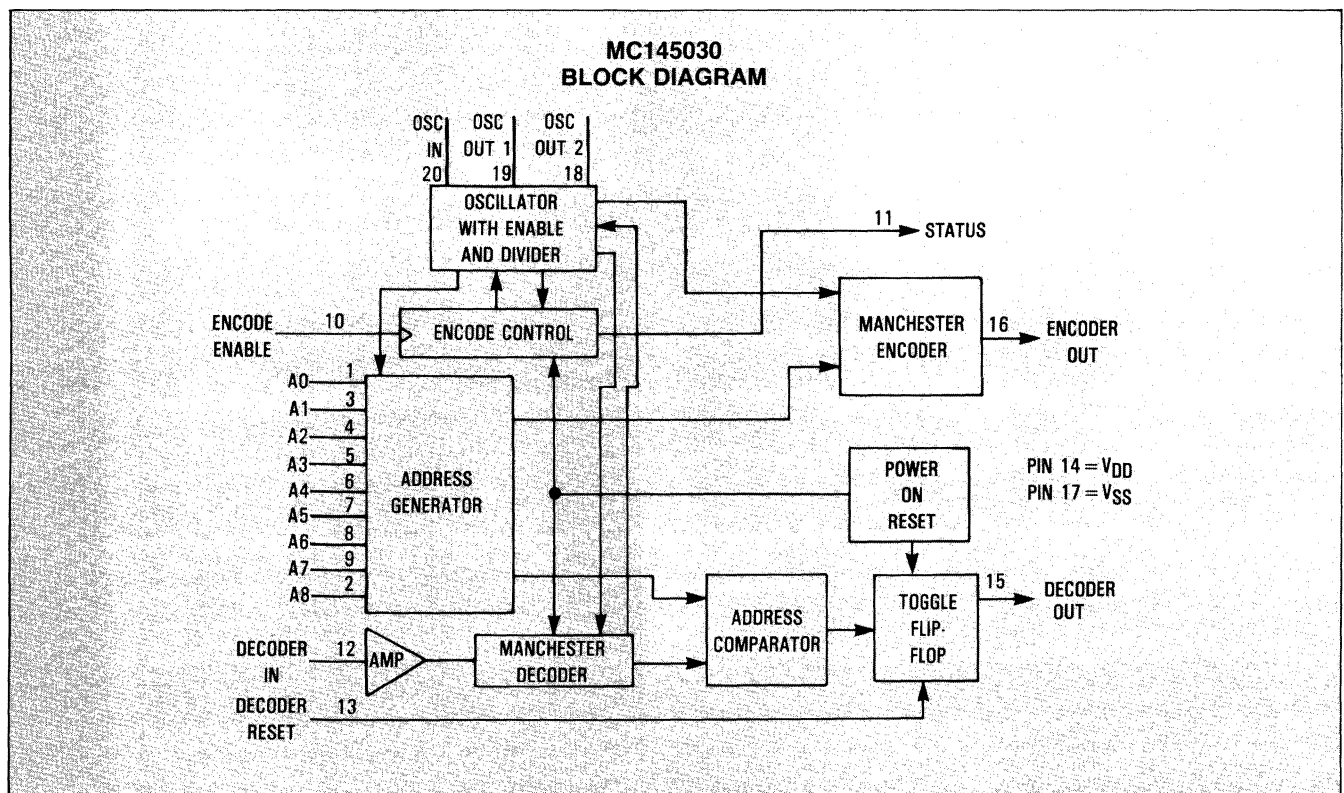 MC145030
BLOCK DIAGRAM
OSC IN 20
OSC OUT 1 19
OSC OUT 2 18
OSCILLATOR
WITH ENABLE
AND DIVIDER
11 STATUS
ENCODE
ENABLE
10
ENCODE CONTROL
MANCHESTER
ENCODER
16
ENCODER
OUT
A0 1
A1 3
A2 4
A3 5
A4 6
A5 7
A6 8
A7 9
A8 2
ADDRESS
GENERATOR
POWER
ON
RESET
PIN 14 = VDD
PIN 17 = VSS
ADDRESS
COMPARATOR
TOGGLE
FLIP-
FLOP
15
DECODER
OUT
DECODER
IN
12
AMP
MANCHESTER
DECODER
DECODER
RESET
13